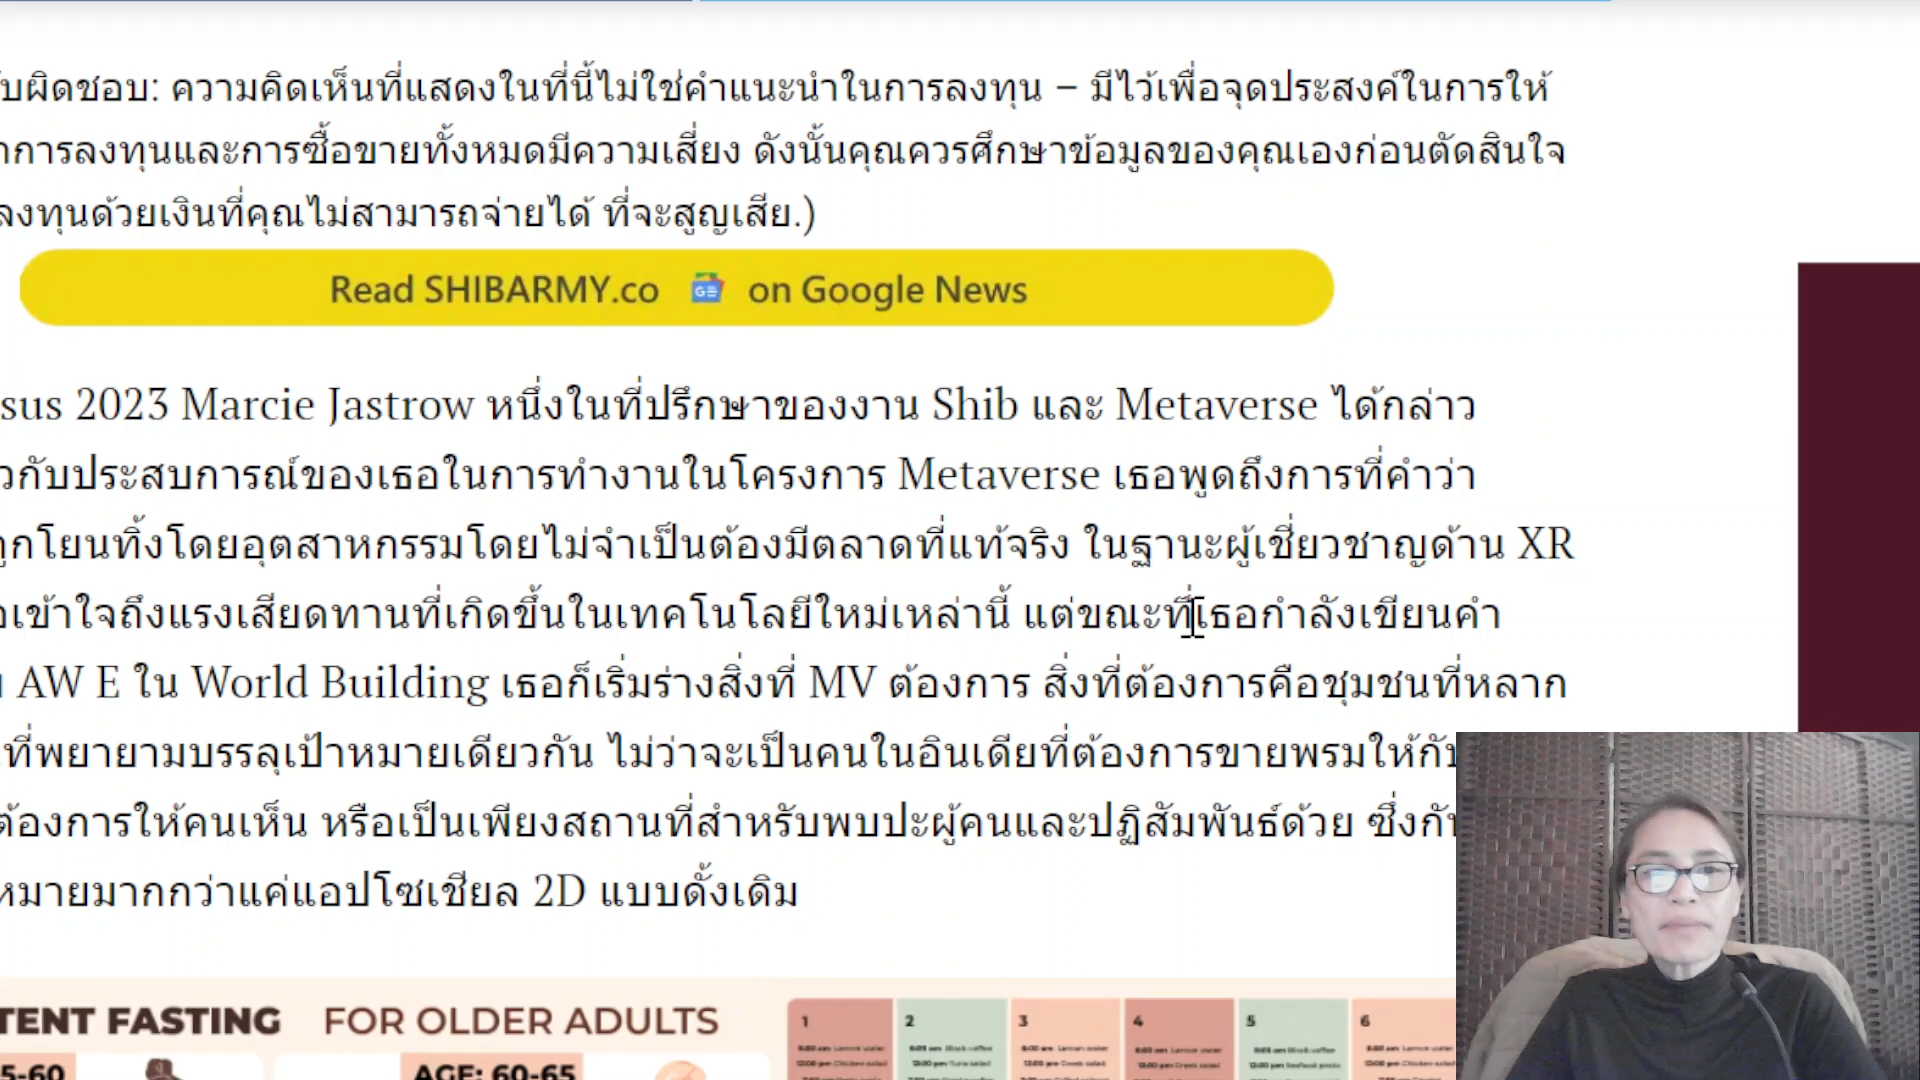 บผิดชอบ: ความคิดเห็นที่แสดงในที่นี้ไม่ใช่คำแนะนำในการลงทุน – มีไว้เพื่อจุดประสงค์ในการให้
การลงทุนและการซื้อขายทั้งหมดมีความเสี่ยง ดังนั้นคุณควรศึกษาข้อมูลของคุณเองก่อนตัดสินใจ
ลงทุนด้วยเงินที่คุณไม่สามารถจ่ายได้ ที่จะสูญเสีย.)
Read SHIBARMY.co GE on Google News
sus 2023 Marcie Jastrow หนึ่งในที่ปรึกษาของงาน Shib และ Metaverse ได้กล่าว
วกับประสบการณ์ของเธอในการทำงานในโครงการ Metaverse เธอพูดถึงการที่คำว่า
ถูกโยนทิ้งโดยอุตสาหกรรมโดยไม่จำเป็นต้องมีตลาดที่แท้จริง ในฐานะผู้เชี่ยวชาญด้าน XR
อเข้าใจถึงแรงเสียดทานที่เกิดขึ้นในเทคโนโลยีใหม่เหล่านี้ แต่ขณะที่เธอกำลังเขียนคำ
AW E ใน World Building เธอก็เริ่มร่างสิ่งที่ MV ต้องการ สิ่งที่ต้องการคือชุมชนที่หลาก
ที่พยายามบรรลุเป้าหมายเดียวกัน ไม่ว่าจะเป็นคนในอินเดียที่ต้องการขายพรมให้กับ
ต้องการให้คนเห็น หรือเป็นเพียงสถานที่สำหรับพบปะผู้คนและปฏิสัมพันธ์ด้วย ซึ่งกับ
หมายมากกว่าแค่แอปโซเชียล 2D แบบดั้งเดิม
TENT FASTING FOR OLDER ADULTS
1 2 3 4 5 6
5-60 AGE: 60-65